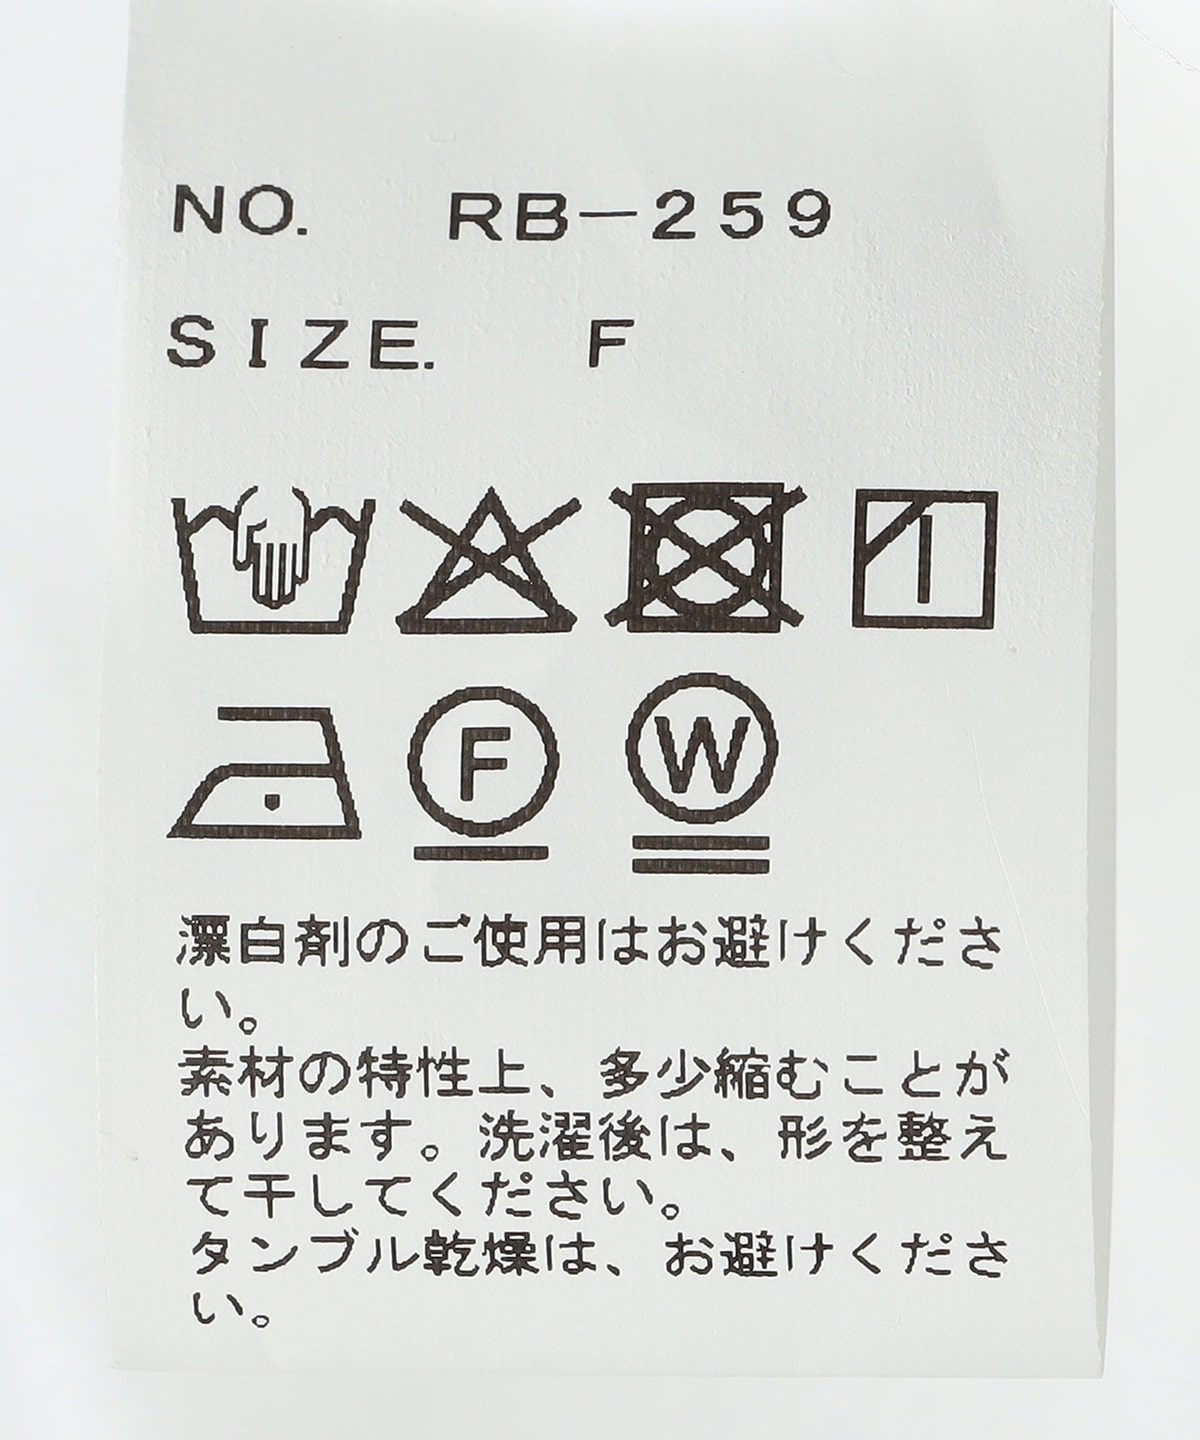 NO. RB-259
SIZE. F
F W
漂白剤のご使用はお避けくださ
い。
素材の特性上、多少縮むことが
あります。洗濯後は、形を整え
て干してください。
タンブル乾燥は、お避けくださ
い。